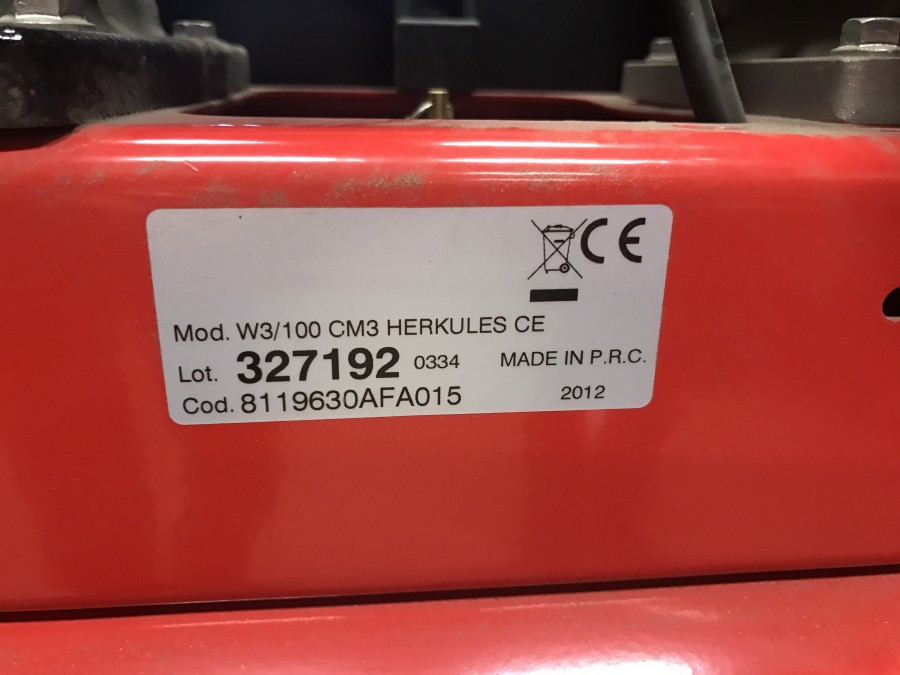 CE
Mod. W3/100 CM3 HERKULES CE
Lot. 327192 0334 MADE IN P.R.C.
Cod. 8119630AFA015 2012